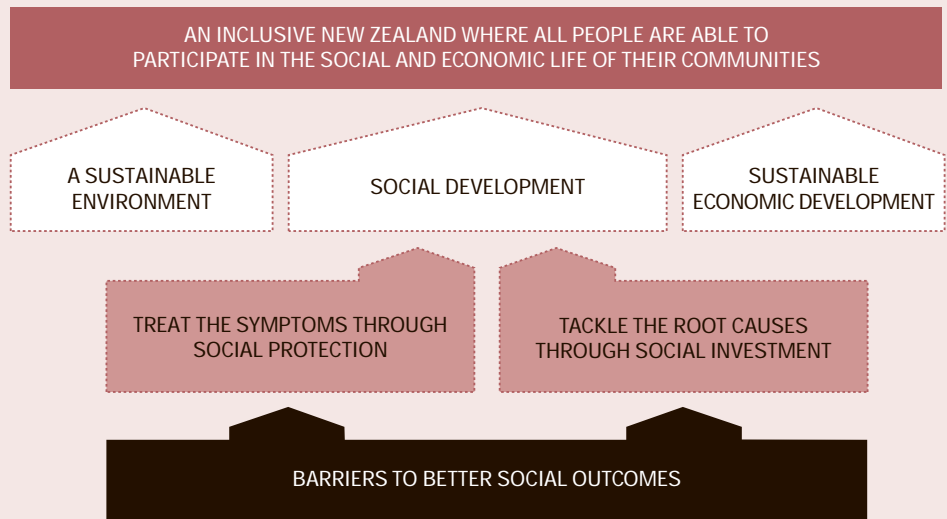 AN INCLUSIVE NEW ZEALAND WHERE ALL PEOPLE ARE ABLE TO
PARTICIPATE IN THE SOCIAL AND ECONOMIC LIFE OF THEIR COMMUNITIES
A SUSTAINABLE
ENVIRONMENT
SOCIAL DEVELOPMENT
SUSTAINABLE
ECONOMIC DEVELOPMENT
TREAT THE SYMPTOMS THROUGH
SOCIAL PROTECTION
TACKLE THE ROOT CAUSES
THROUGH SOCIAL INVESTMENT
BARRIERS TO BETTER SOCIAL OUTCOMES